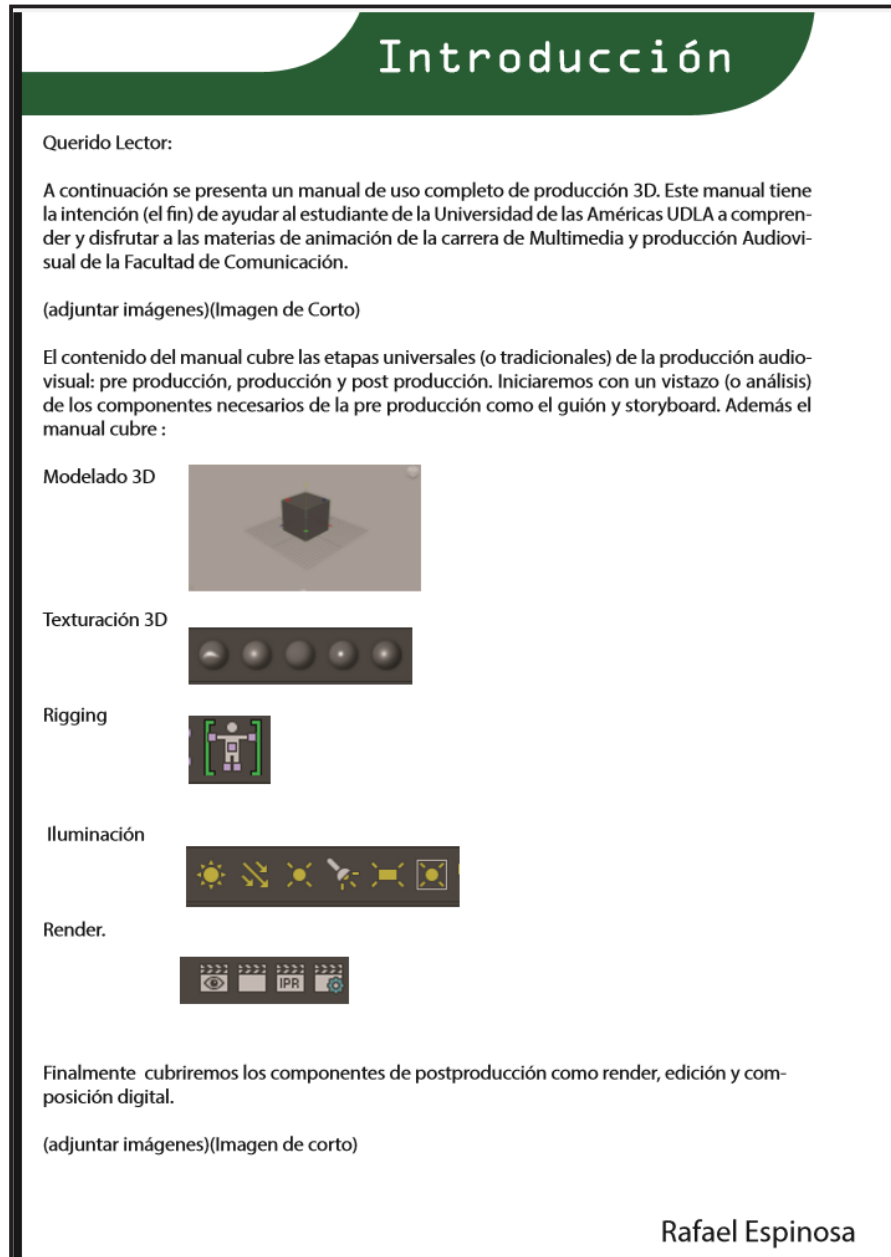 Introducción
Querido Lector:
A continuación se presenta un manual de uso completo de producción 3D. Este manual tiene
la intención (el fin) de ayudar al estudiante de la Universidad de las Américas UDLA a compren-
der y disfrutar a las materias de animación de la carrera de Multimedia y producción Audiovi-
sual de la Facultad de Comunicación.
(adjuntar imágenes)(Imagen de Corto)
El contenido del manual cubre las etapas universales (o tradicionales) de la producción audio-
visual: pre producción, producción y post producción. Iniciaremos con un vistazo (o análisis)
de los componentes necesarios de la pre producción como el guión y storyboard. Además el
manual cubre :
Modelado 3D
Texturación 3D
Rigging
Iluminación
Render.
IPR
Finalmente  cubriremos los componentes de postproducción como render, edición y com-
posición digital.
(adjuntar imágenes)(Imagen de corto)
Rafael Espinosa